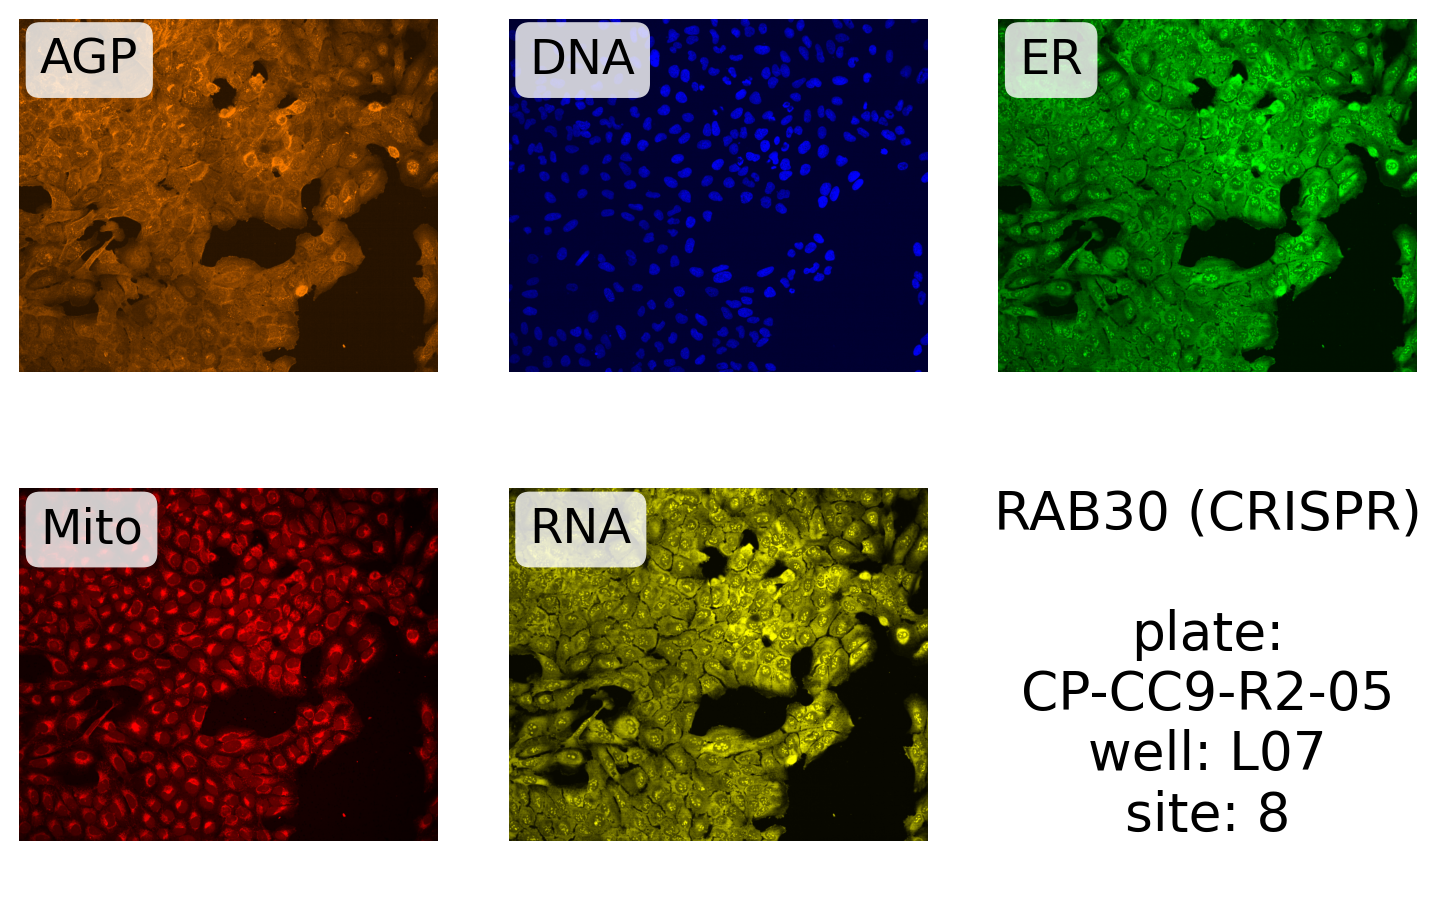 AGP
DNA
ER
Mito
RNA
RAB30 (CRISPR)
plate:
CP-CC9-R2-05
well: L07
site: 8